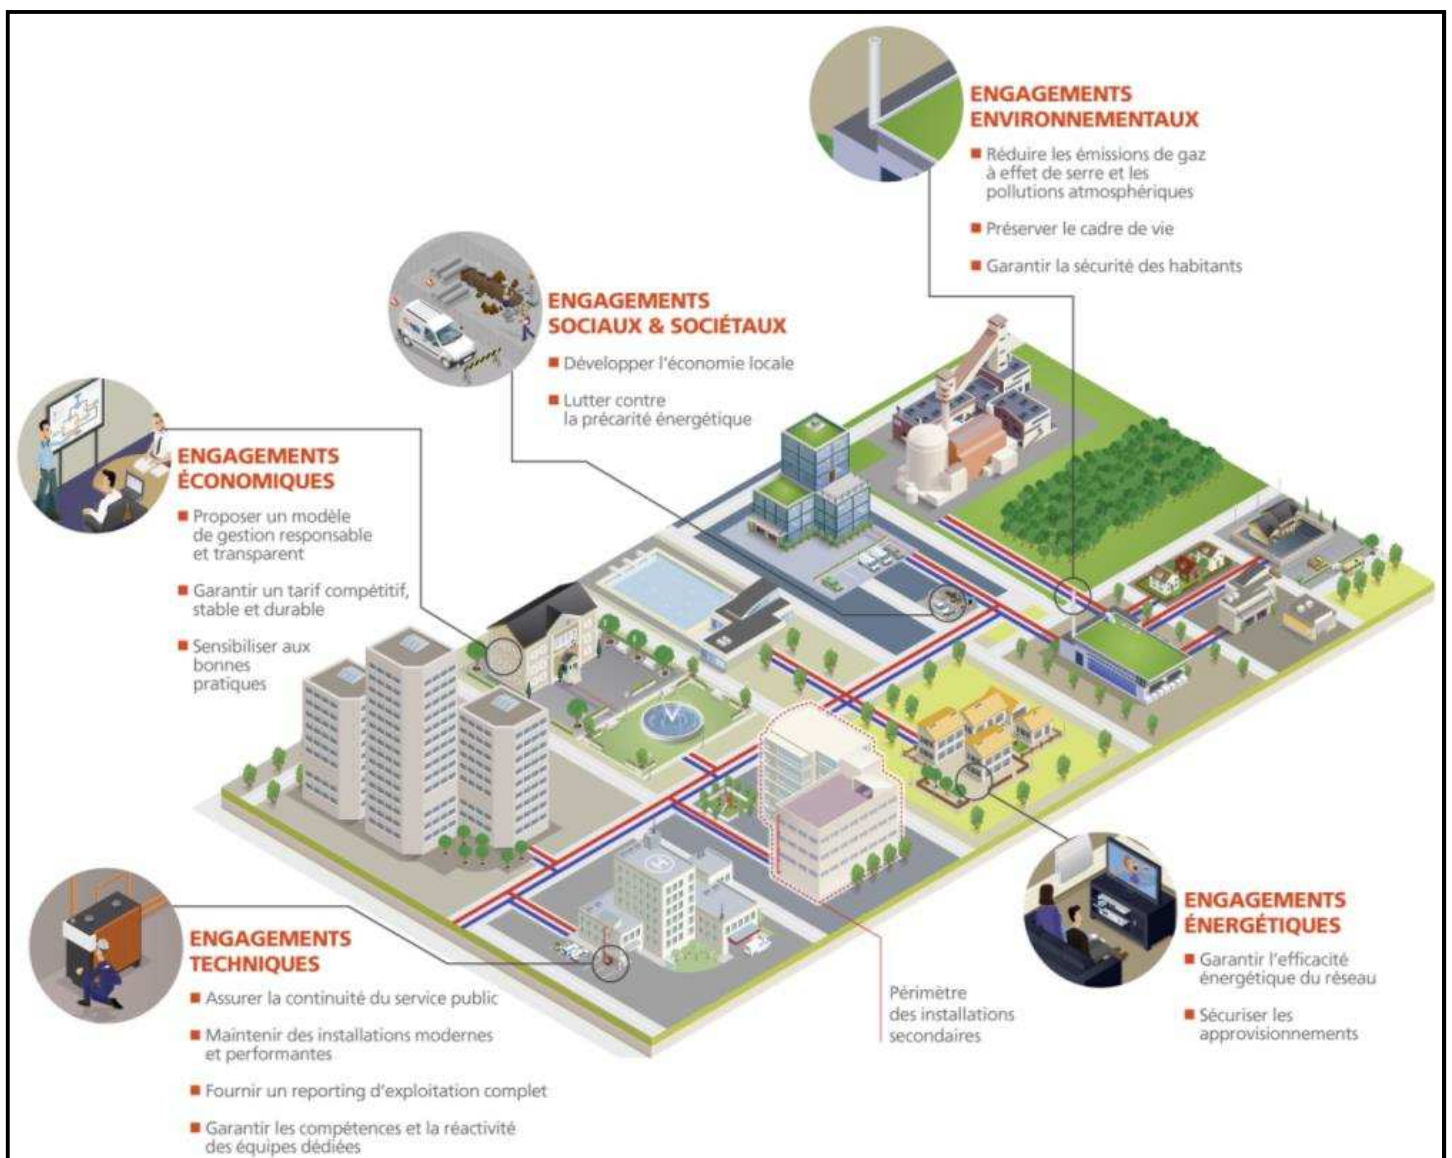 ENGAGEMENTS
ENVIRONNEMENTAUX
Réduire les émissions de gaz
à effet de serre et les
pollutions atmosphériques
Préserver le cadre de vie
Garantir la sécurité des habitants
ENGAGEMENTS
SOCIAUX & SOCIÉTAUX
Développer l'économie locale
Lutter contre
la précarité énergétique
ENGAGEMENTS
ÉCONOMIQUES
Proposer un modèle
de gestion responsable
et transparent
Garantir un tarif compétitif,
stable et durable
Sensibiliser aux
bonnes
pratiques
ENGAGEMENTS
TECHNIQUES
Assurer la continuité du service public
Maintenir des installations modernes
et performantes
Fournir un reporting d'exploitation complet
Garantir les compétences et la réactivité
des équipes dédiées
Périmètre
des installations
secondaires
ENGAGEMENTS
ÉNERGÉTIQUES
Garantir l'efficacité
énergétique du réseau
Sécuriser les
approvisionnements
H